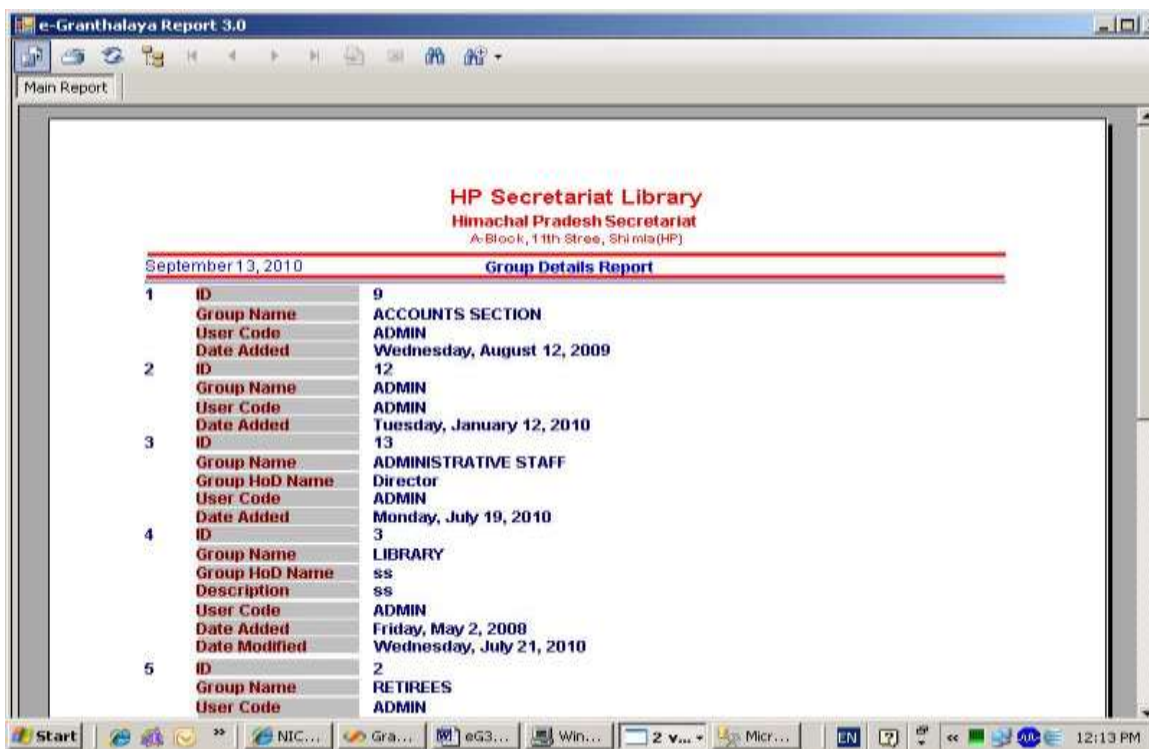 e-Granthalaya Report 3.0
Main Report
HP Secretariat Library
Himachal Pradesh Secretariat
A-Block, 11th Stree, Shimla(HP)
September 13, 2010 Group Details Report
1 ID 9
Group Name ACCOUNTS SECTION
User Code ADMIN
Date Added Wednesday, August 12, 2009
2 ID 12
Group Name ADMIN
User Code ADMIN
Date Added Tuesday, January 12, 2010
3 ID 13
Group Name ADMINISTRATIVE STAFF
Group HoD Name Director
User Code ADMIN
Date Added Monday, July 19, 2010
4 ID 3
Group Name LIBRARY
Group HoD Name ss
Description ss
User Code ADMIN
Date Added Friday, May 2, 2008
Date Modified Wednesday, July 21, 2010
5 ID 2
Group Name RETIREES
User Code ADMIN
Start » NIC... Gra... eG3... Win... 2 v... Micr... EN ? « 12:13 PM